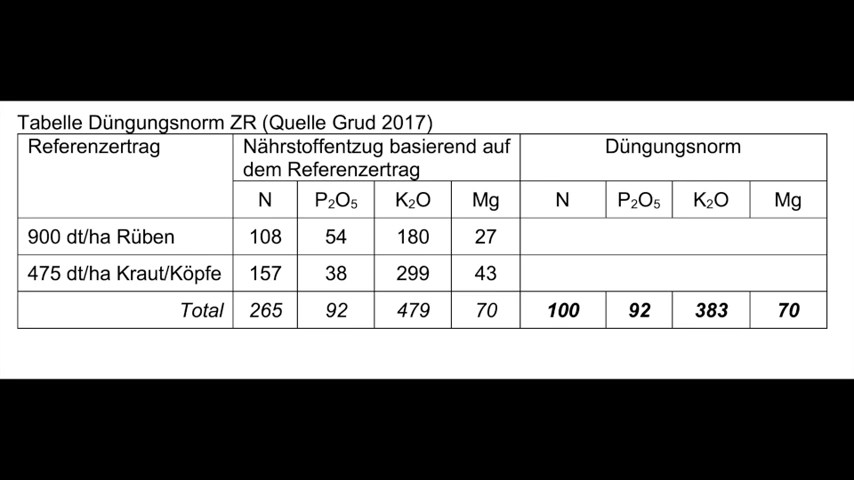 Tabelle Düngungsnorm ZR (Quelle Grud 2017)
Referenzertrag Nährstoffentzug basierend auf dem Referenzertrag Düngungsnorm
N P₂O₅ K₂O Mg N P₂O₅ K₂O Mg
900 dt/ha Rüben 108 54 180 27
475 dt/ha Kraut/Köpfe 157 38 299 43
Total 265 92 479 70 100 92 383 70